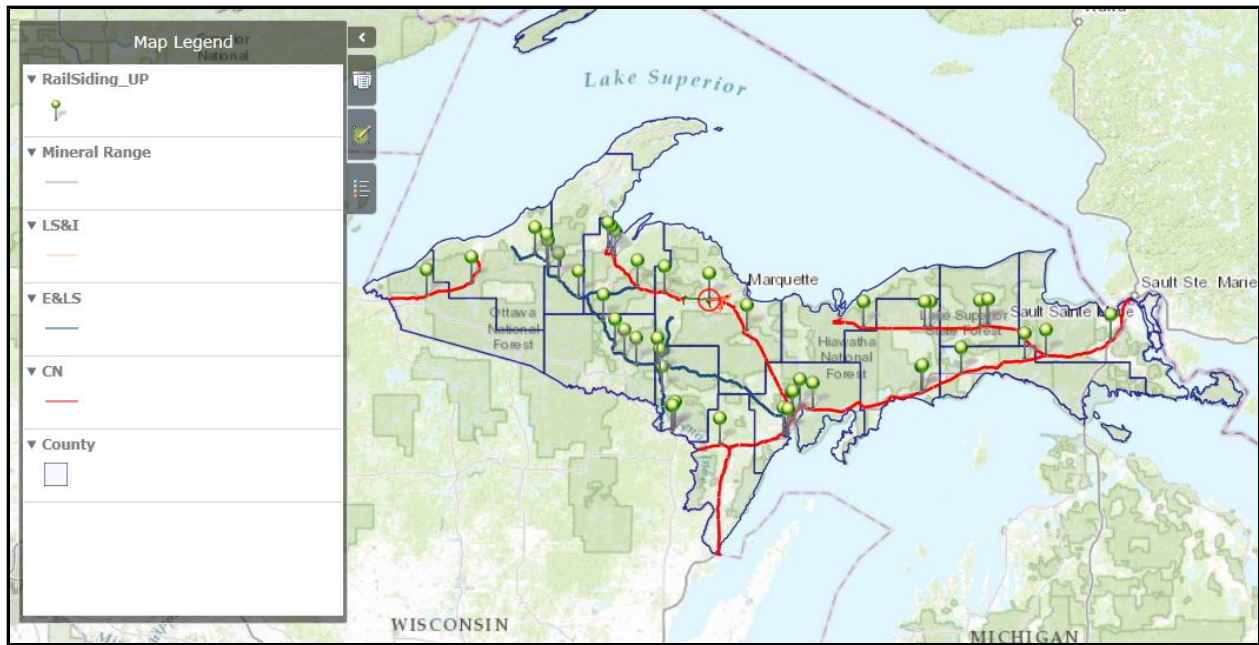 Map Legend
RailSiding_UP
Mineral Range
LS&I
E&LS
CN
County
Superior
National
Lake Superior
Marquette
Sault Ste. Marie
Lake Superior
State Forest
Sault Sainte Marie
Ottawa
National
Forest
Hiawatha
National
Forest
WISCONSIN
MICHIGAN